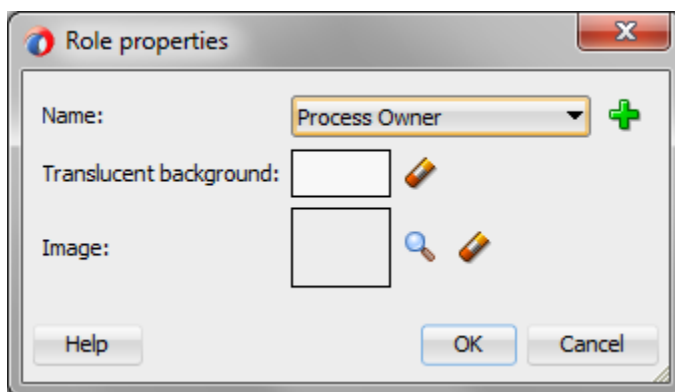 Role properties
Name:
Process Owner
Translucent background:
Image:
Help
OK
Cancel